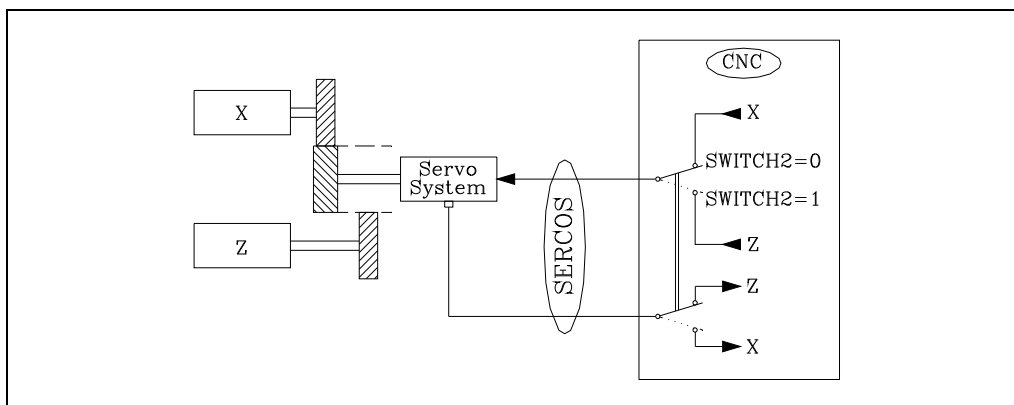 CNC
X
X
SWITCH2=0
Servo
System
SWITCH2=1
SERCOS
Z
Z
Z
X